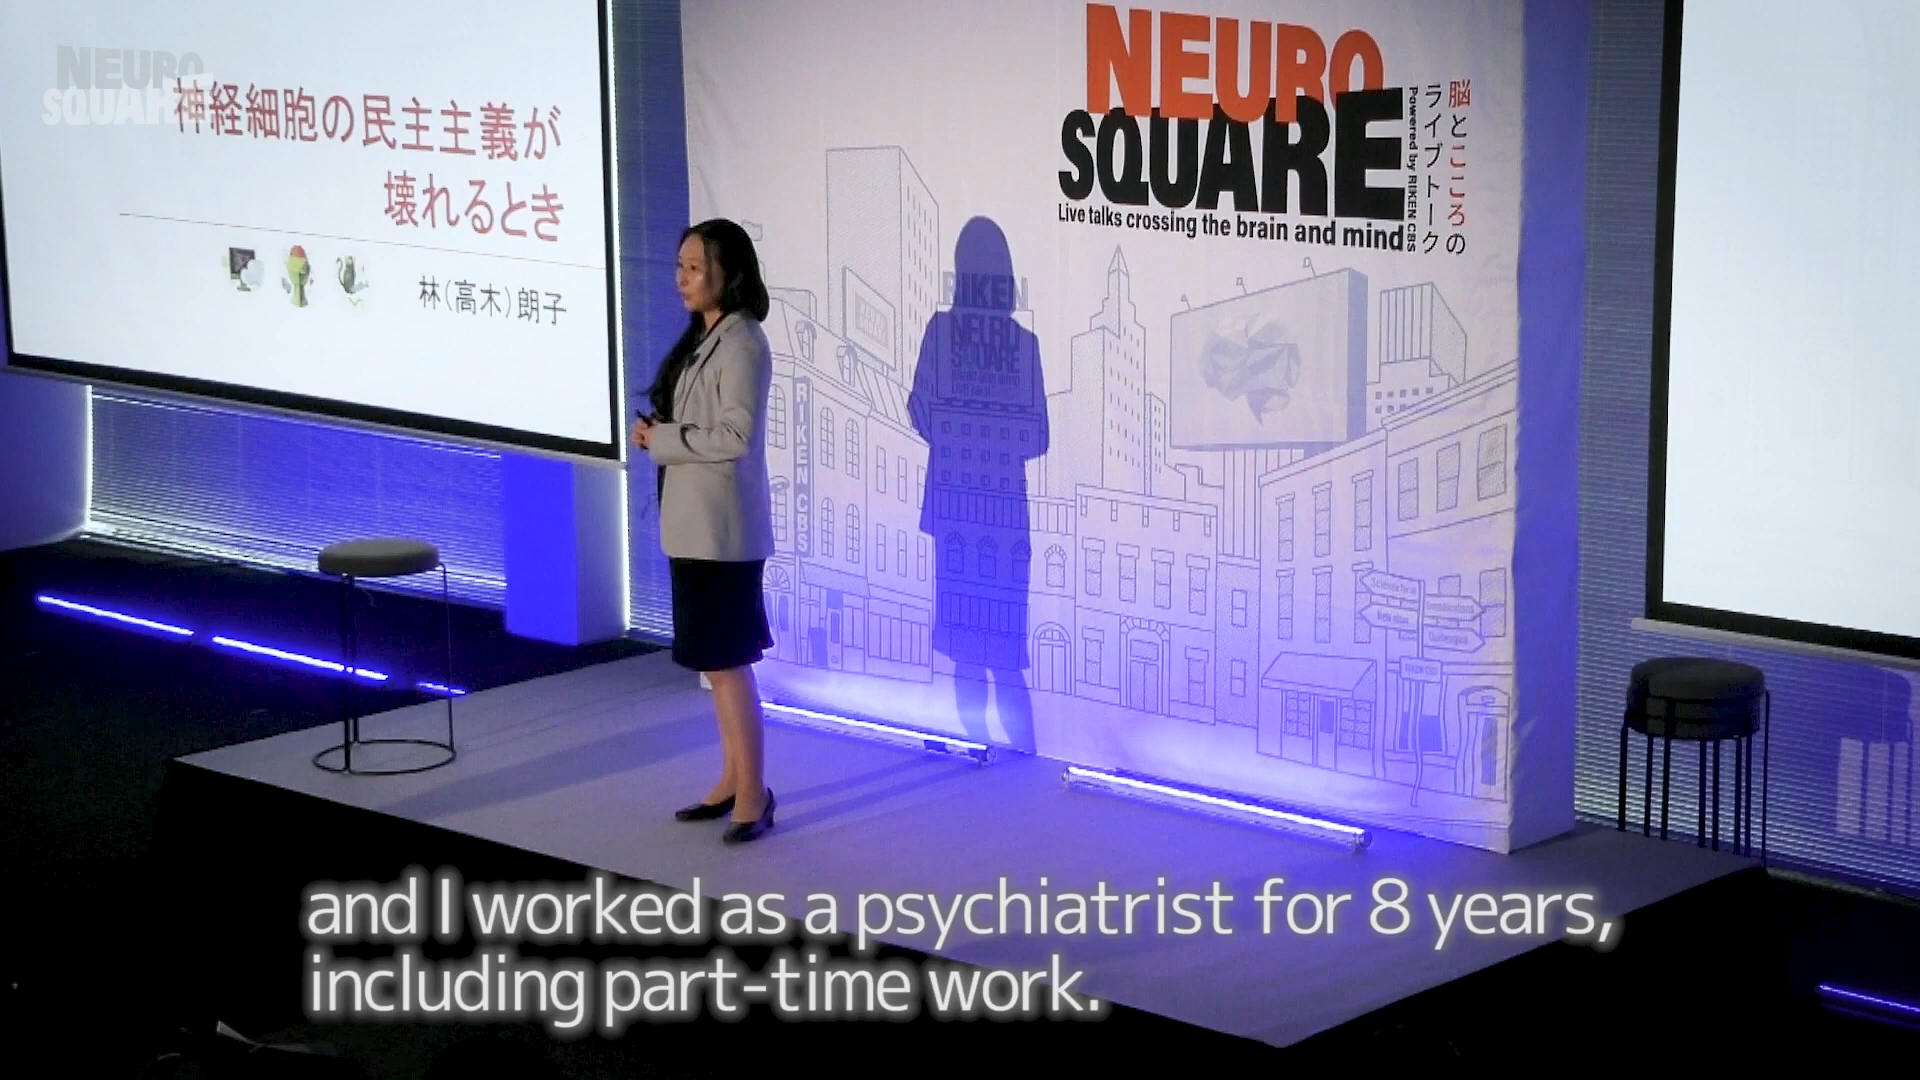 NEURO
SQUARE
神経細胞の民主主義が
壊れるとき
林(高木)朗子
NEURO
SQUARE
Live talks crossing the brain and mind
Powered by RIKEN CBS
脳とこころの
ライブトーク
RIKEN
NEURO
SQUARE
RIKEN CBS
and I worked as a psychiatrist for 8 years,
including part-time work.